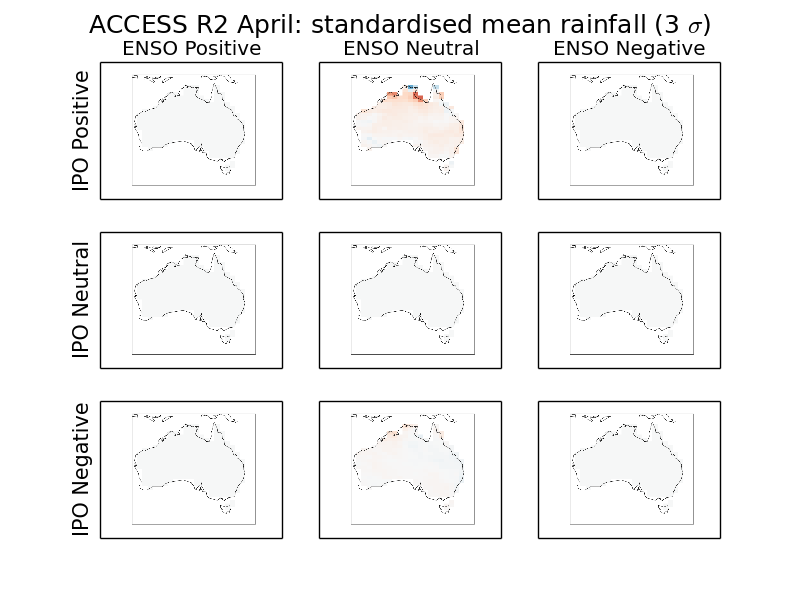 ACCESS R2 April: standardised mean rainfall (3 σ)
ENSO Positive
ENSO Neutral
ENSO Negative
IPO Positive
IPO Neutral
IPO Negative